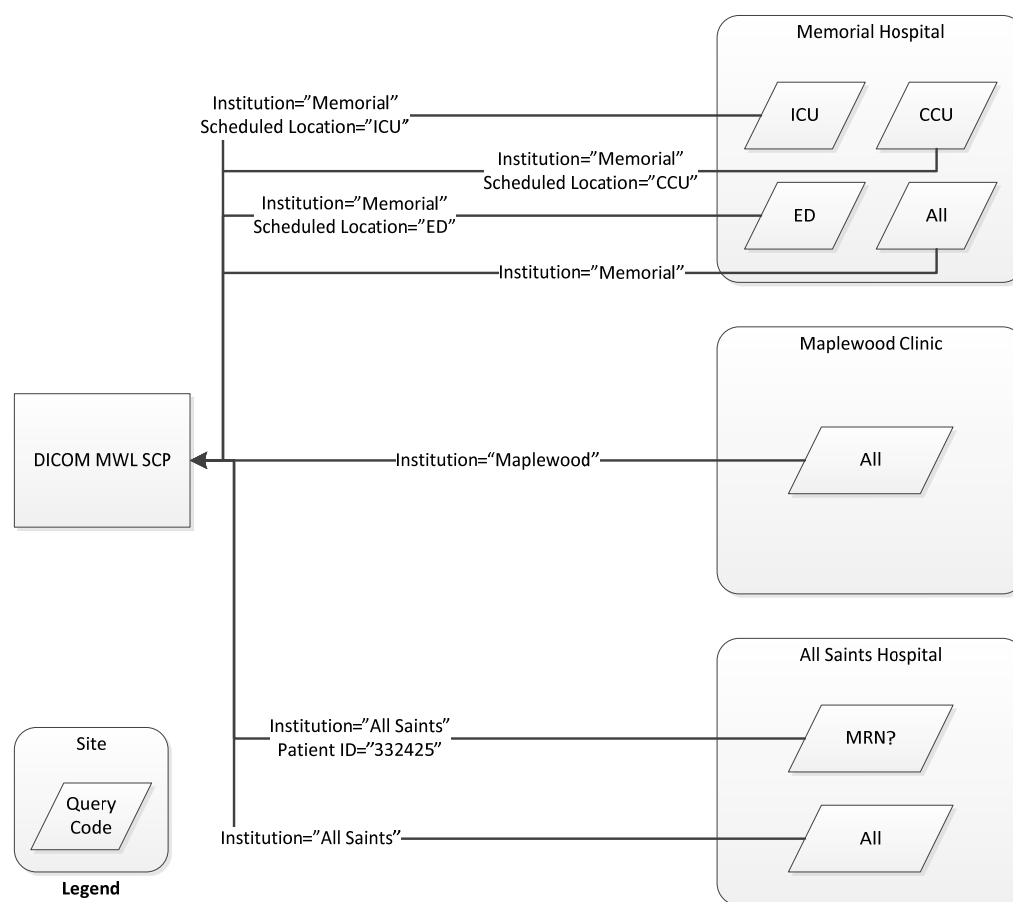 Memorial Hospital
Institution=”Memorial”
Scheduled Location=”ICU”
ICU
CCU
Institution=”Memorial”
Scheduled Location=”CCU”
Institution=”Memorial”
Scheduled Location=”ED”
ED
All
Institution=”Memorial”
Maplewood Clinic
DICOM MWL SCP
Institution=“Maplewood”
All
All Saints Hospital
Institution=”All Saints”
Patient ID=”332425”
MRN?
Site
Query
Code
Institution=”All Saints”
All
Legend